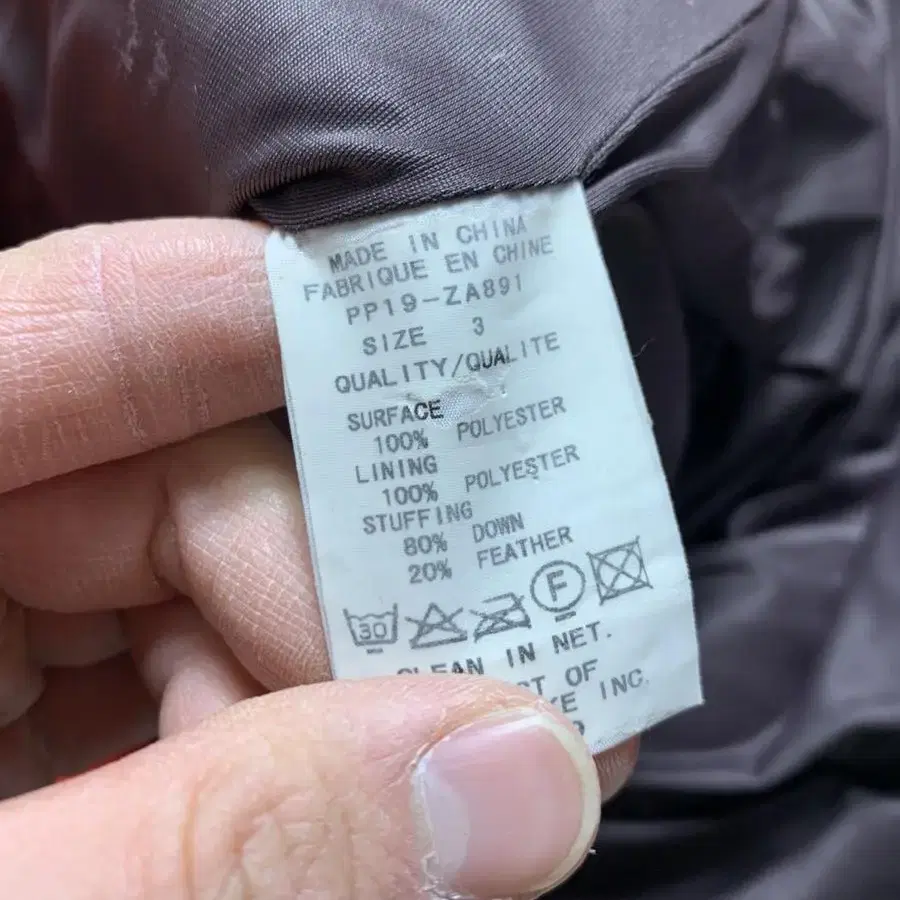 MADE IN CHINA
FABRIQUE EN CHINE
PP19-ZA891
SIZE 3
QUALITY/QUALITE
SURFACE
100% POLYESTER
LINING
100% POLYESTER
STUFFING
80% DOWN
20% FEATHER
30 F
CLEAN IN NET.
OF
INC.